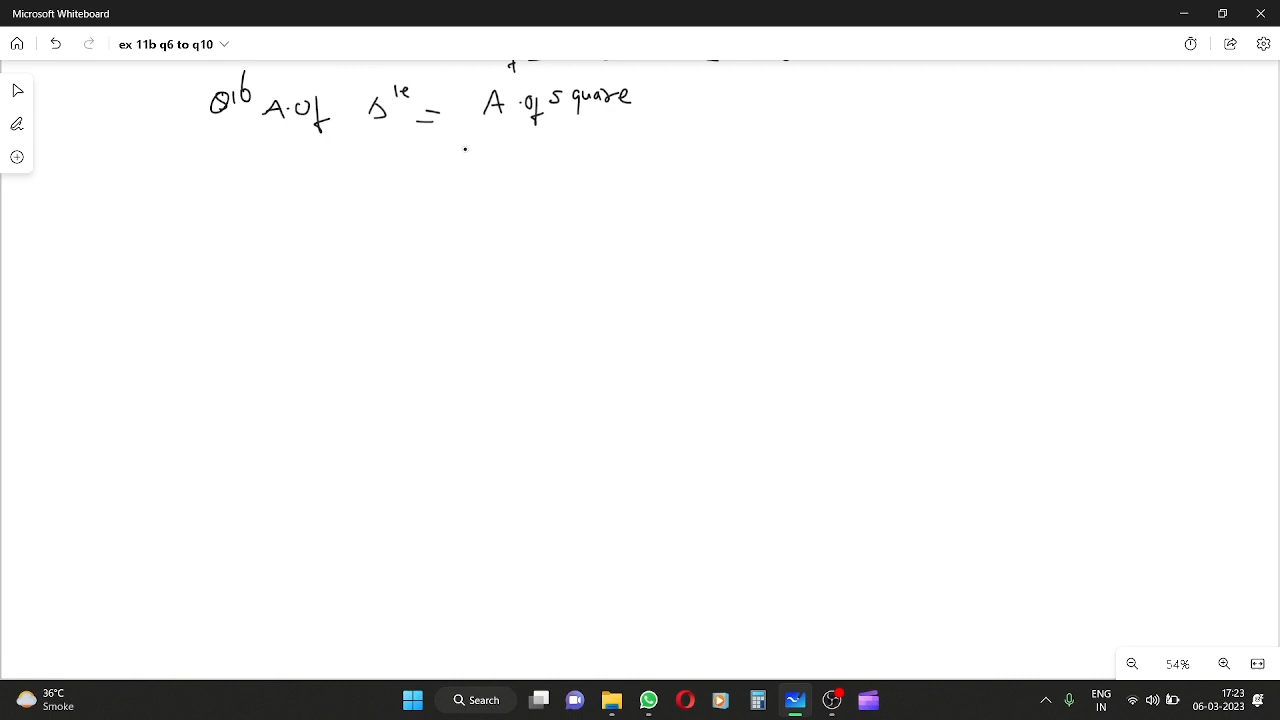 Microsoft Whiteboard
ex 11b q6 to q10
Q16 A.of Δle = A.of square
54%
36°C
Smoke
Search
ENG
IN
17:23
06-03-2023